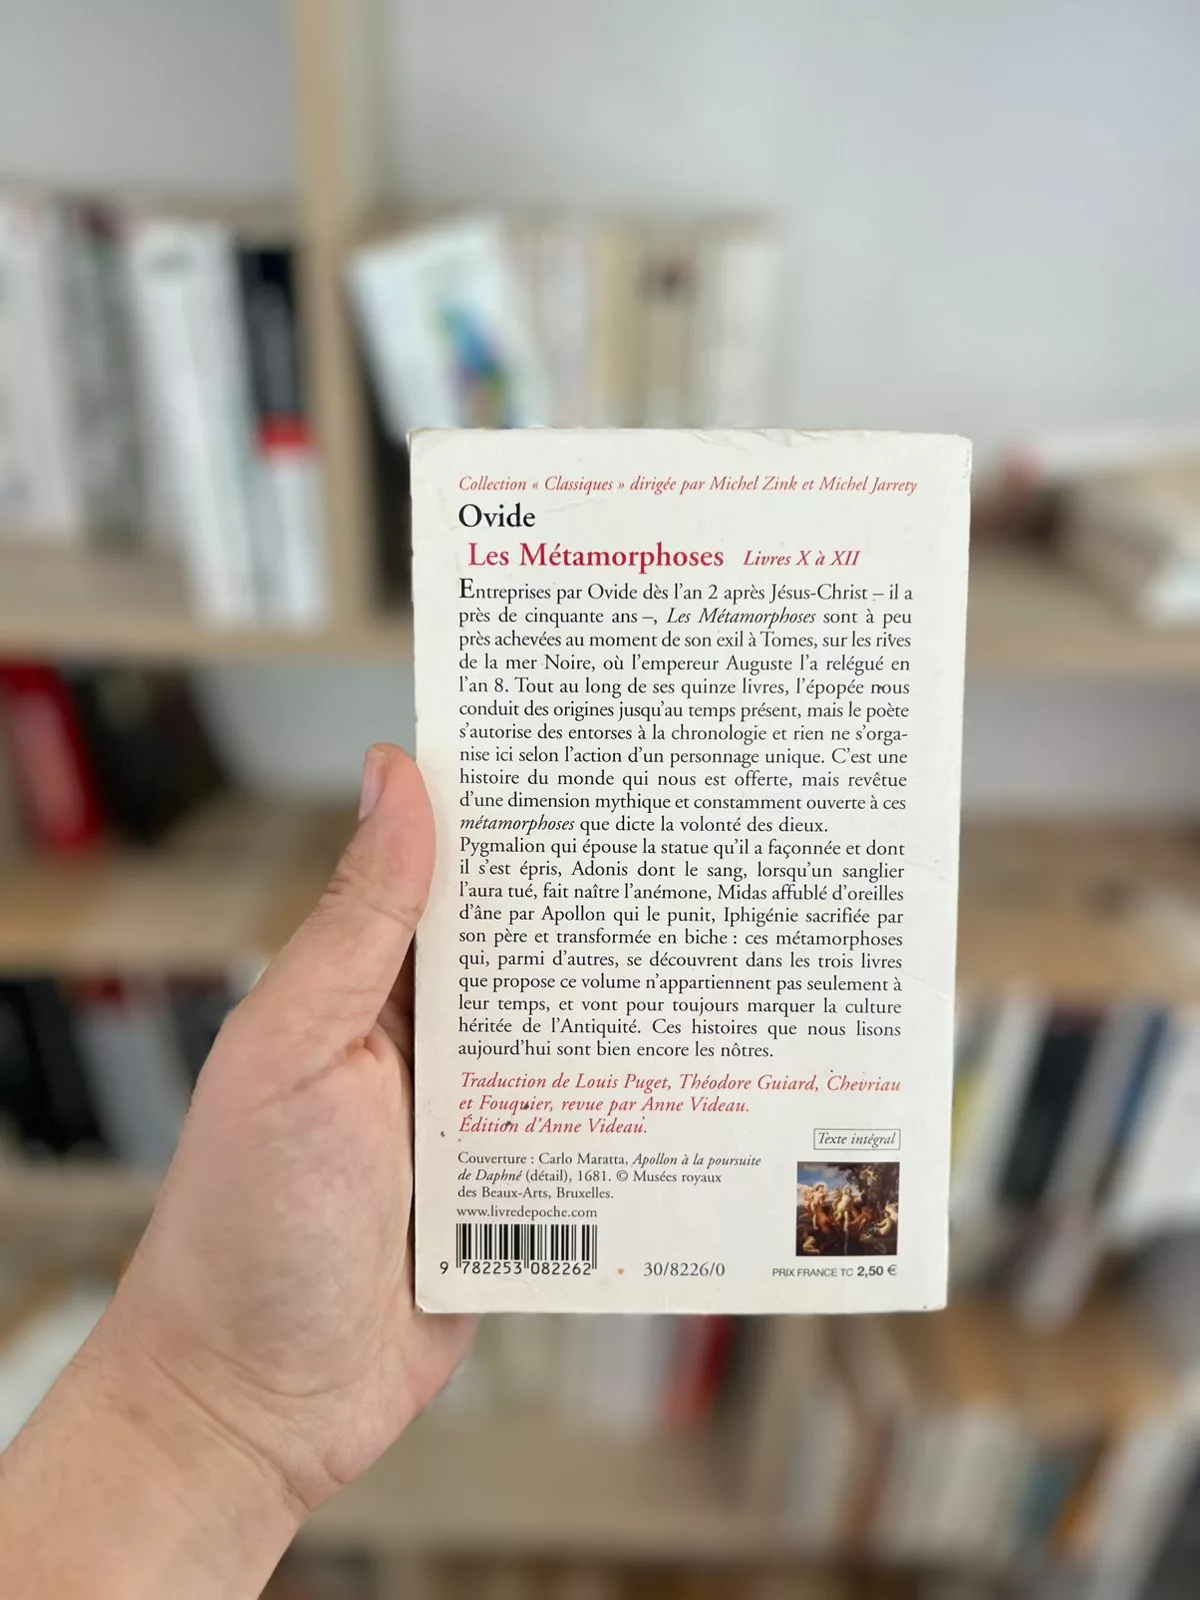 Collection « Classiques » dirigée par Michel Zink et Michel Jarrety
Ovide
Les Métamorphoses Livres X à XII
Entreprises par Ovide dès l'an 2 après Jésus-Christ – il a
près de cinquante ans –, Les Métamorphoses sont à peu
près achevées au moment de son exil à Tomes, sur les rives
de la mer Noire, où l'empereur Auguste l'a relégué en
l'an 8. Tout au long de ses quinze livres, l'épopée nous
conduit des origines jusqu'au temps présent, mais le poète
s'autorise des entorses à la chronologie et rien ne s'orga-
nise ici selon l'action d'un personnage unique. C'est une
histoire du monde qui nous est offerte, mais revêtue
d'une dimension mythique et constamment ouverte à ces
métamorphoses que dicte la volonté des dieux.
Pygmalion qui épouse la statue qu'il a façonnée et dont
il s'est épris, Adonis dont le sang, lorsqu'un sanglier
l'aura tué, fait naître l'anémone, Midas affublé d'oreilles
d'âne par Apollon qui le punit, Iphigénie sacrifiée par
son père et transformée en biche : ces métamorphoses
qui, parmi d'autres, se découvrent dans les trois livres
que propose ce volume n'appartiennent pas seulement à
leur temps, et vont pour toujours marquer la culture
héritée de l'Antiquité. Ces histoires que nous lisons
aujourd'hui sont bien encore les nôtres.
Traduction de Louis Puget, Théodore Guiard, Chevriau
et Fouquier, revue par Anne Videau.
Édition d'Anne Videau.
Texte intégral
Couverture : Carlo Maratta, Apollon à la poursuite
de Daphné (détail), 1681. © Musées royaux
des Beaux-Arts, Bruxelles.
www.livredepoche.com
9 782253 082262
30/8226/0
PRIX FRANCE TC 2,50 €